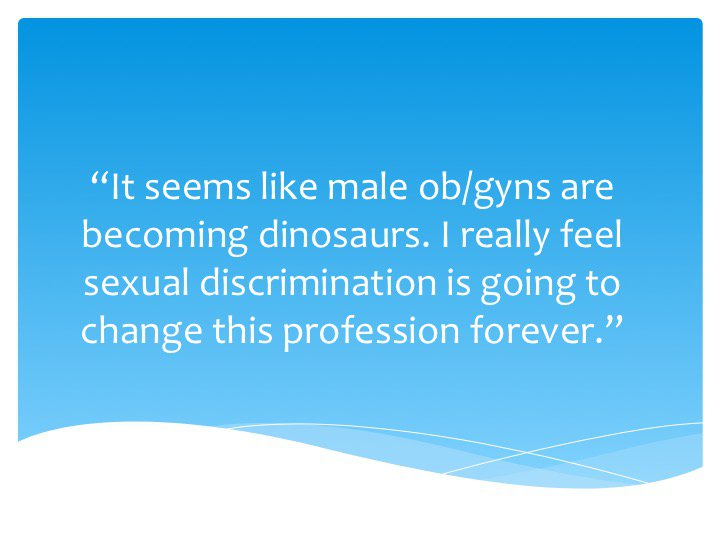 “It seems like male ob/gyns are
becoming dinosaurs. I really feel
sexual discrimination is going to
change this profession forever.”